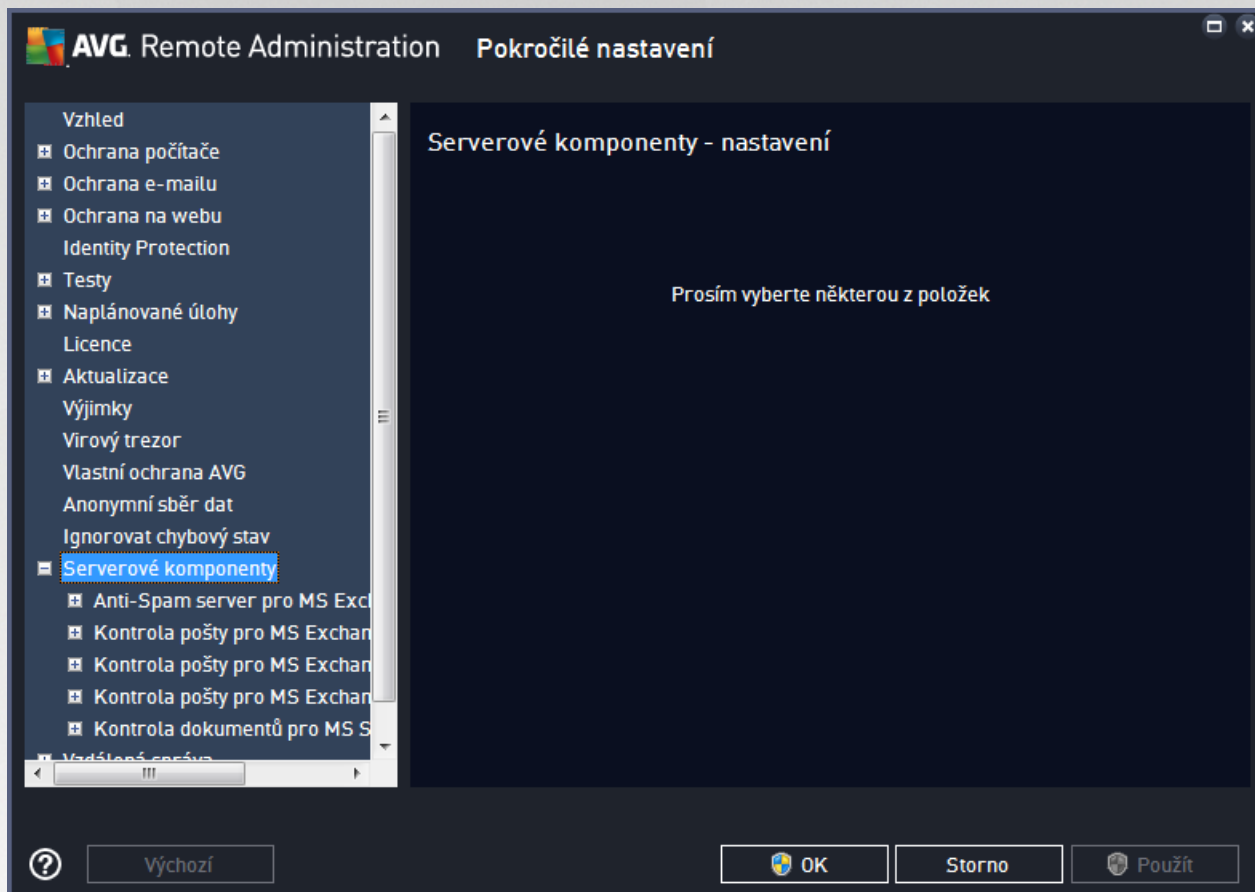 AVG. Remote Administration Pokročilé nastavení
Vzhled
Ochrana počítače
Ochrana e-mailu
Ochrana na webu
Identity Protection
Testy
Naplánované úlohy
Licence
Aktualizace
Výjimky
Virový trezor
Vlastní ochrana AVG
Anonymní sběr dat
Ignorovat chybový stav
Serverové komponenty
Anti-Spam server pro MS Excl
Kontrola pošty pro MS Exchan
Kontrola pošty pro MS Exchan
Kontrola pošty pro MS Exchan
Kontrola dokumentů pro MS S
Vzdálená správa
Serverové komponenty - nastavení
Prosím vyberte některou z položek
Výchozí
OK
Storno
Použít